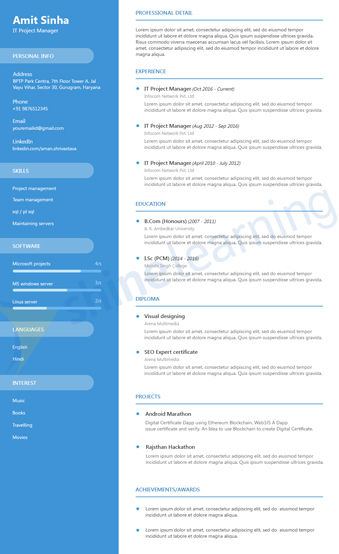 Amit Sinha
IT Project Manager
PERSONAL INFO
Address
BPTP Park Centra, 7th Floor Tower A, Jal
Vayu Vihar, Sector 30, Gurugram, Haryana
Phone
+91 9876512345
Email
youremailid@gmail.com
LinkedIn
linkedin.com/aman.shrivastava
SKILLS
Project management
Team management
sql / pl sql
Maintaining servers
SOFTWARE
Microsoft projects
MS windows server
Linux server
LANGUAGES
English
Hindi
INTEREST
Music
Books
Travelling
Movies
PROFESSIONAL DETAIL
Lorem ipsum dolor sit amet, consectetur adipiscing elit, sed do eiusmod tempor
incididunt ut labore et dolore magna aliqua. Quis ipsum suspendisse ultrices gravida.
Risus commodo viverra maecenas accumsan lacus vel facilisis. Lorem ipsum dolor sit
amet, consectetur adipiscing elit, sed do eiusmod tempor incididunt ut labore et dolore
magna aliqua.
EXPERIENCE
IT Project Manager (Oct 2016 - Current)
Infocom Network Pvt. Ltd
Lorem ipsum dolor sit amet, consectetur adipiscing elit, sed do eiusmod tempor
incididunt ut labore et dolore magna aliqua. Quis ipsum suspendisse ultrices gravida.
IT Project Manager (Aug 2012 - Sep 2016)
Infocom Network Pvt. Ltd
Lorem ipsum dolor sit amet, consectetur adipiscing elit, sed do eiusmod tempor
incididunt ut labore et dolore magna aliqua. Quis ipsum suspendisse ultrices gravida.
IT Project Manager (April 2010 - July 2012)
Infocom Network Pvt. Ltd
Lorem ipsum dolor sit amet, consectetur adipiscing elit, sed do eiusmod tempor
incididunt ut labore et dolore magna aliqua. Quis ipsum suspendisse ultrices gravida.
EDUCATION
B.Com (Honours) (2007 - 2011)
B. R. Ambedkar University
Lorem ipsum dolor sit amet, consectetur adipiscing elit, sed do eiusmod tempor
incididunt ut labore et dolore magna aliqua. Quis ipsum suspendisse ultrices gravida.
I.Sc (PCM) (2014 - 2016)
College
Lorem ipsum dolor sit amet, consectetur adipiscing elit, sed do eiusmod tempor
incididunt ut labore et dolore magna aliqua. Quis ipsum suspendisse ultrices gravida.
DIPLOMA
Visual designing
Arena Multimedia
Lorem ipsum dolor sit amet, consectetur adipiscing elit, sed do eiusmod tempor
incididunt ut labore et dolore magna aliqua. Quis ipsum suspendisse ultrices gravida.
SEO Expert certificate
Arena Multimedia
Lorem ipsum dolor sit amet, consectetur adipiscing elit, sed do eiusmod tempor
incididunt ut labore et dolore magna aliqua. Quis ipsum suspendisse ultrices gravida.
PROJECTS
Android Marathon
Digital Certificate Dapp using Ethereum Blockchain, Web3JS A Dapp
issue certificate and verify. An Idea to use Blockchain to create Digital Certificate.
Rajsthan Hackathon
Lorem ipsum dolor sit amet, consectetur adipiscing elit, sed do eiusmod tempor
incididunt ut labore et dolore magna aliqua. Quis ipsum suspendisse ultrices gravida.
ACHIEVEMENTS/AWARDS
Lorem ipsum dolor sit amet, consectetur adipiscing elit, sed do eiusmod tempor
incididunt ut labore et dolore magna aliqua.
Lorem ipsum dolor sit amet, consectetur adipiscing elit, sed do eiusmod tempor
incididunt ut labore et dolore magna aliqua.